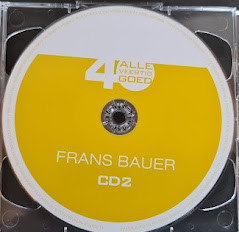 40 ALLE
VEERTIG
GOED
FRANS BAUER
CD2